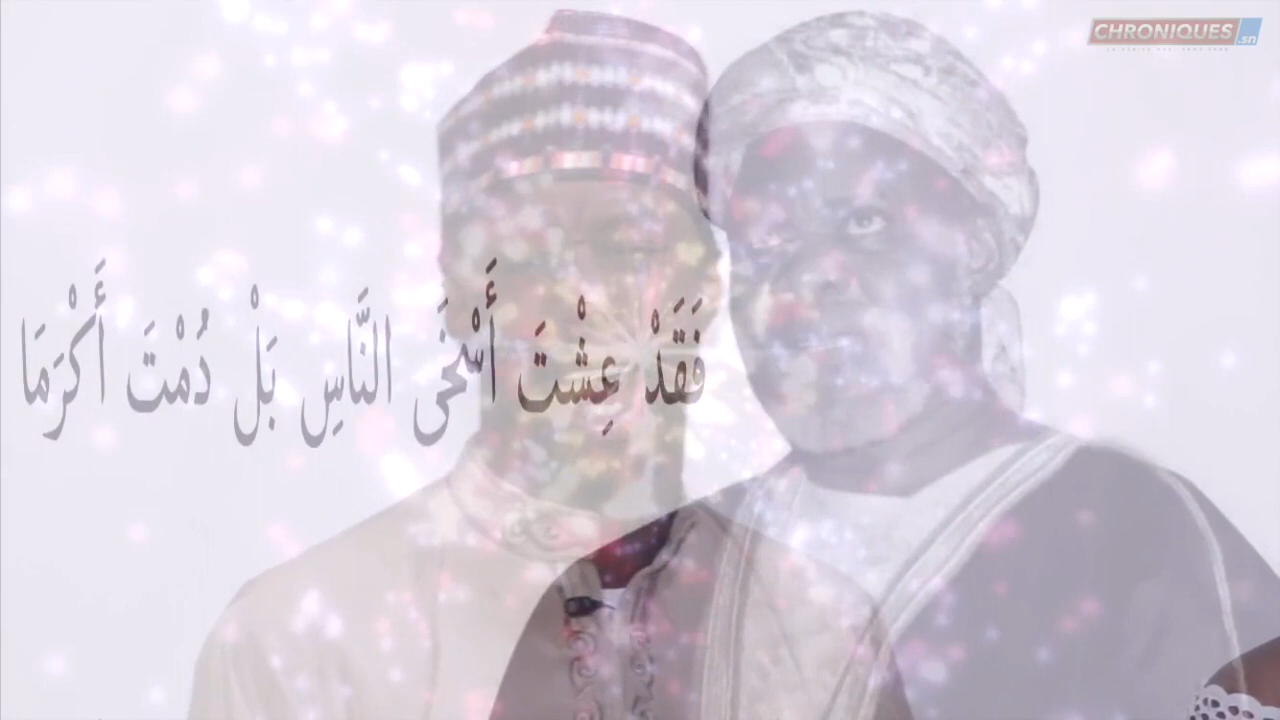 CHRONIQUES.sn
فَقَدْ عِشْتَ أَسْخَى النَّاسِ بَلْ دُمْتَ أَكْرَمَا